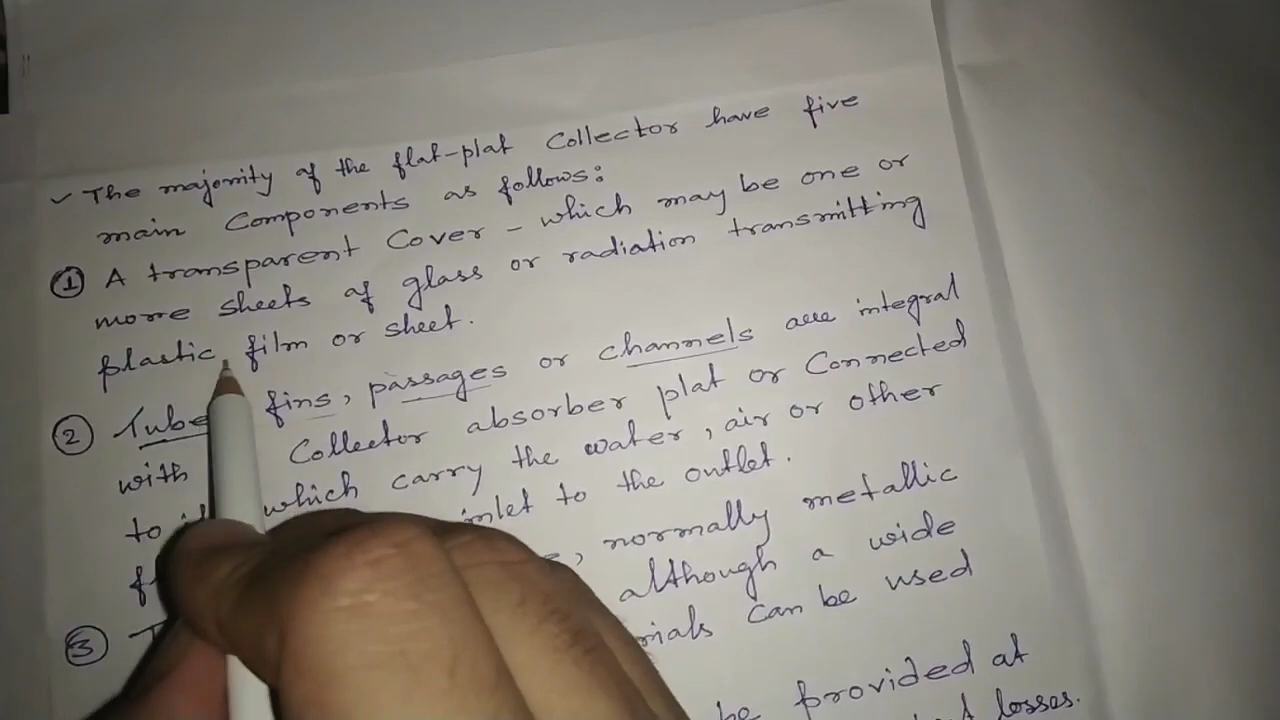 The majority of the flat-plat Collector have five
main Components as follows:
① A transparent Cover - which may be one or
more sheets of glass or radiation transmitting
plastic film or sheet.
② Tube fins, passages or channels are integral
with Collector absorber plat or Connected
to which carry the water, air or other
inlet to the outlet.
③ normally metallic
although a wide
can be used
provided at
losses.